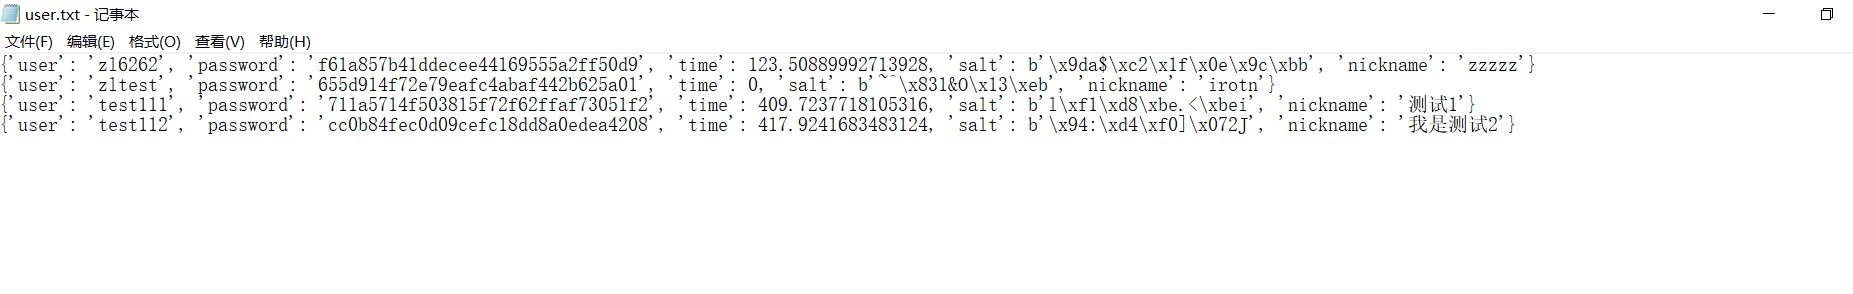 user.txt - 记事本
文件(F) 编辑(E) 格式(O) 查看(V) 帮助(H)
{'user': 'zl6262', 'password': 'f61a857b41ddecee44169555a2ff50d9', 'time': 123.50889992713928, 'salt': b'\x9da$\xc2\x1f\x0e\x9c\xbb', 'nickname': 'zzzzz'}
{'user': 'zltest', 'password': '655d914f72e79eafc4abaf442b625a01', 'time': 0, 'salt': b'~^\x831&O\x13\xeb', 'nickname': 'irotn'}
{'user': 'test111', 'password': '711a5714f503815f72f62ffaf73051f2', 'time': 409.7237718105316, 'salt': b'l\xf1\xd8\xbe.<\xbei', 'nickname': '测试1'}
{'user': 'test112', 'password': 'cc0b84fec0d09cefc18dd8a0edea4208', 'time': 417.9241683483124, 'salt': b'\x94:\xd4\xf0]\x072J', 'nickname': '我是测试2'}